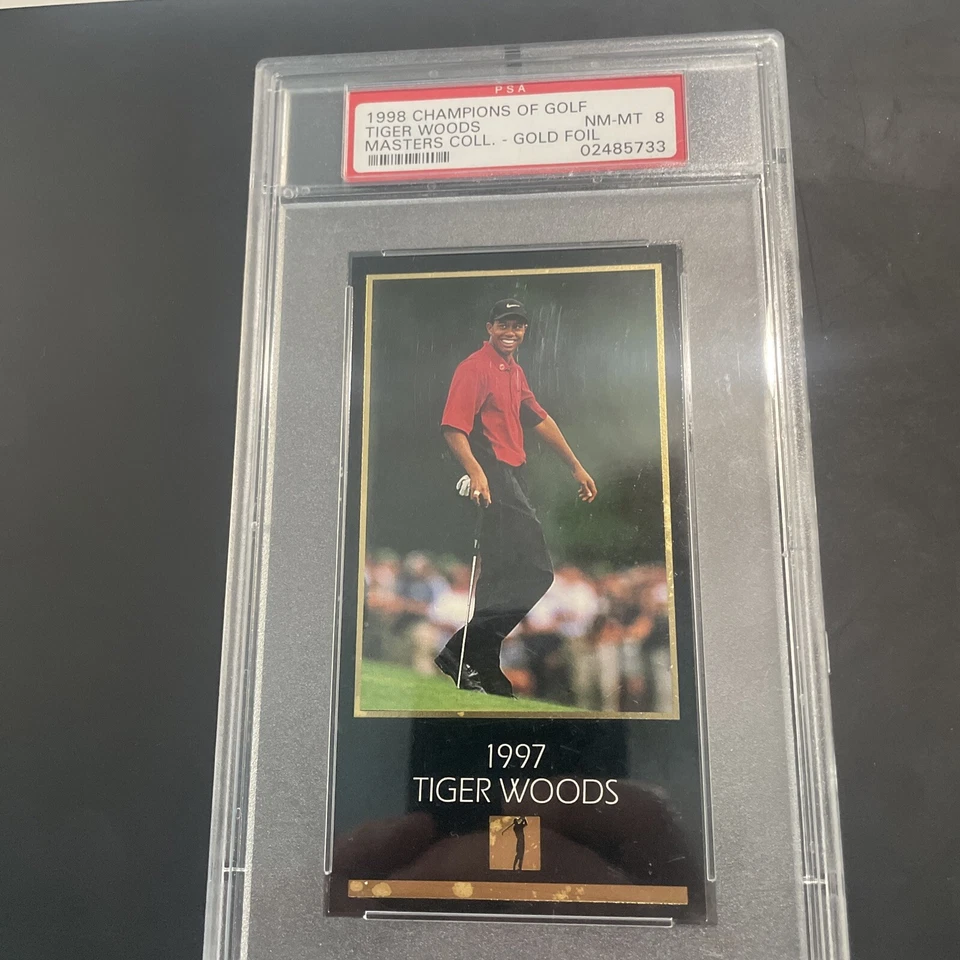 PSA
1998 CHAMPIONS OF GOLF
TIGER WOODS NM-MT 8
MASTERS COLL. - GOLD FOIL
02485733
1997
TIGER WOODS